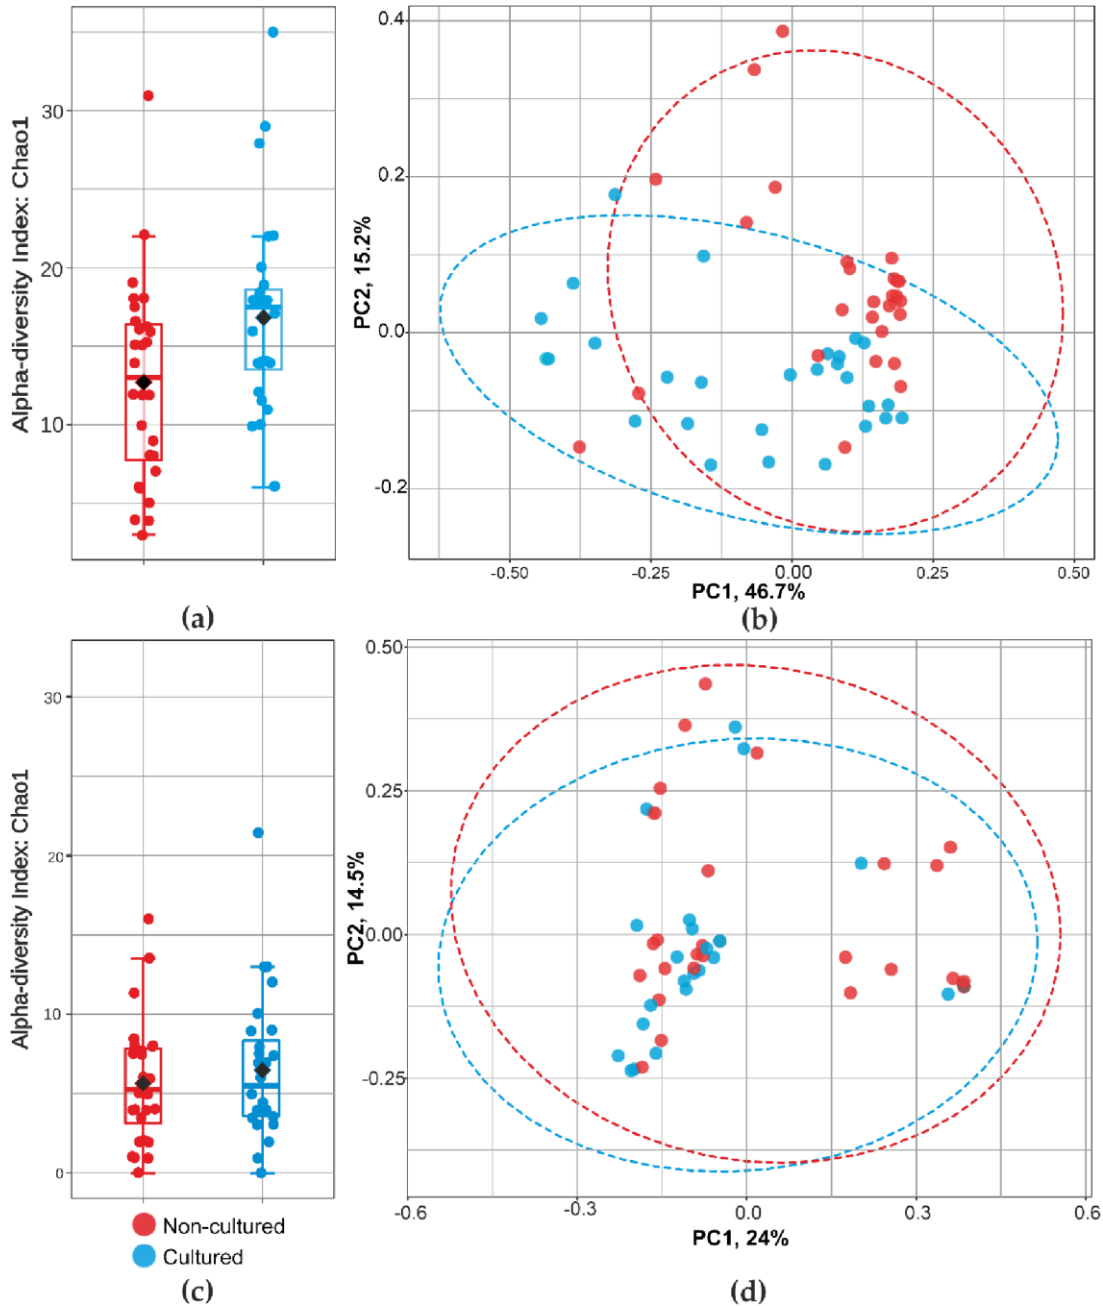 Alpha-diversity Index: Chao1
30
20
10
(a)
PC2, 15.2%
0.4
0.2
0.0
-0.2
-0.50
-0.25
0.00
0.25
0.50
PC1, 46.7%
(b)
Alpha-diversity Index: Chao1
30
20
10
0
Non-cultured
Cultured
(c)
PC2, 14.5%
0.50
0.25
0.00
-0.25
-0.6
-0.3
0.0
0.3
0.6
PC1, 24%
(d)